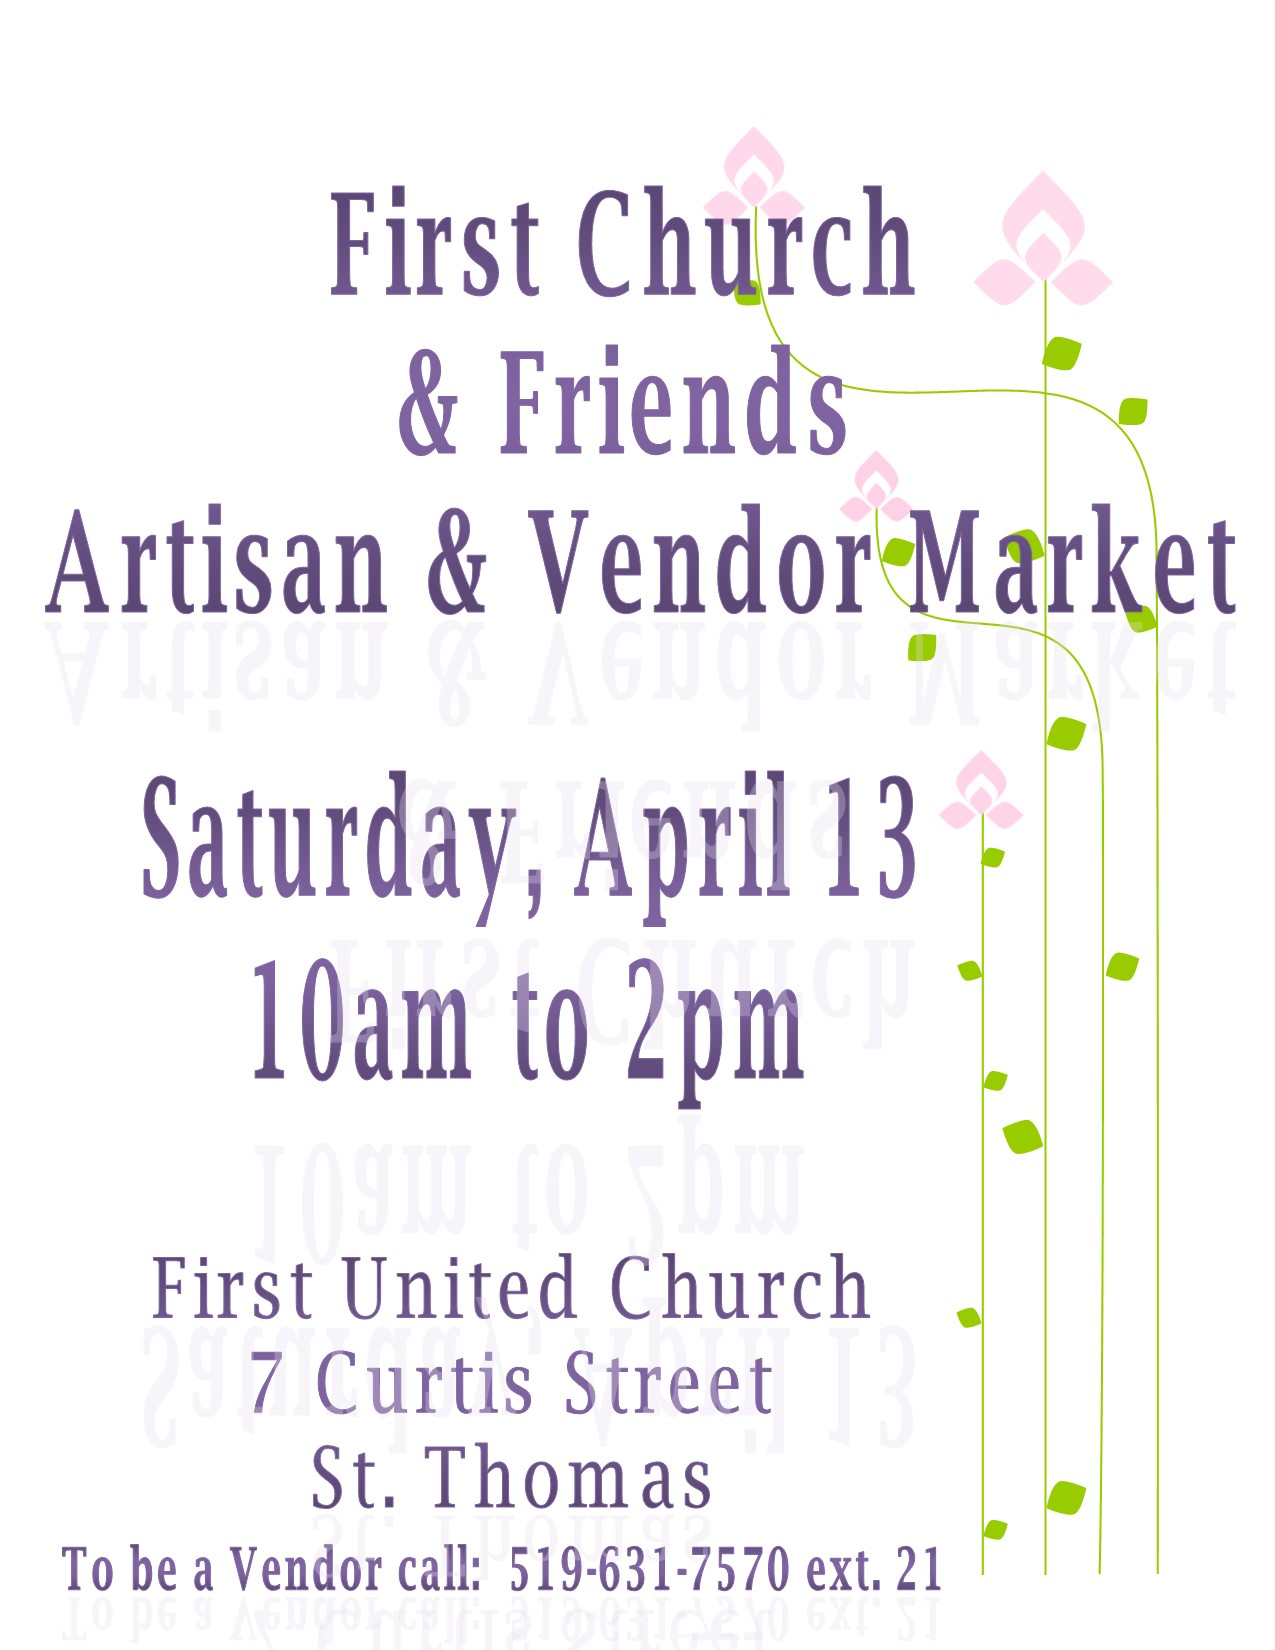 First Church
& Friends
Artisan & Vendor Market
Saturday, April 13
10am to 2pm
First United Church
7 Curtis Street
St. Thomas
To be a Vendor call:  519-631-7570 ext. 21